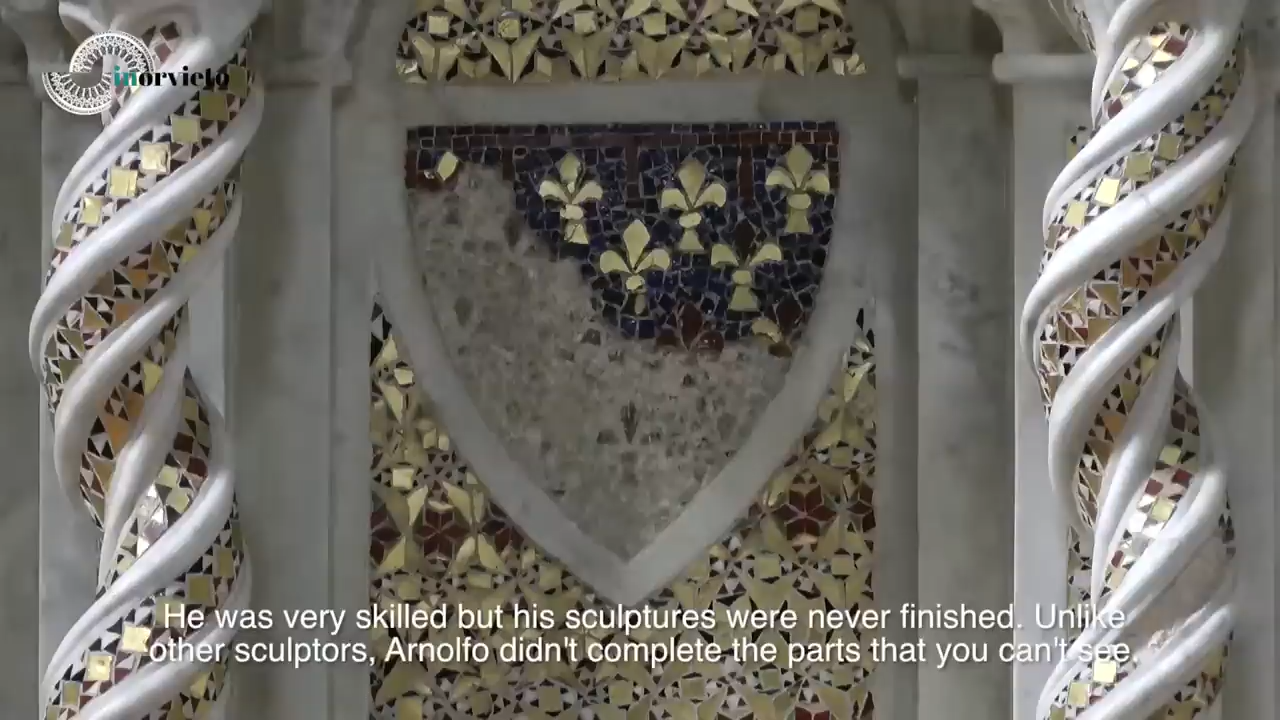 inorvieto
He was very skilled but his sculptures were never finished. Unlike
other sculptors, Arnolfo didn't complete the parts that you can't see.